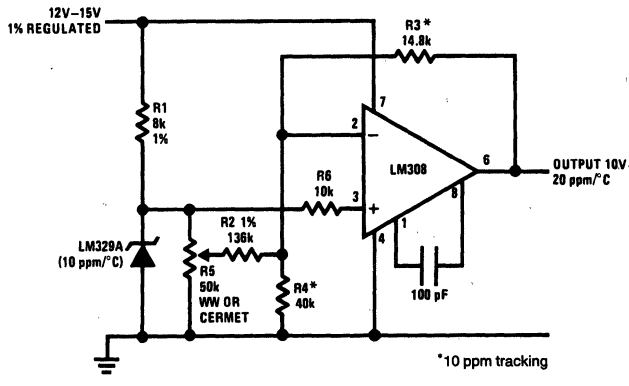 12V–15V
1% REGULATED
R3*
14.8k
R1
8k
1%
7
2
−
LM308
6
OUTPUT 10V
20 ppm/°C
R6
10k
3
+
8
1
4
LM329A
(10 ppm/°C)
R2 1%
136k
R5
50k
WW OR
CERMET
R4*
40k
100 pF
*10 ppm tracking